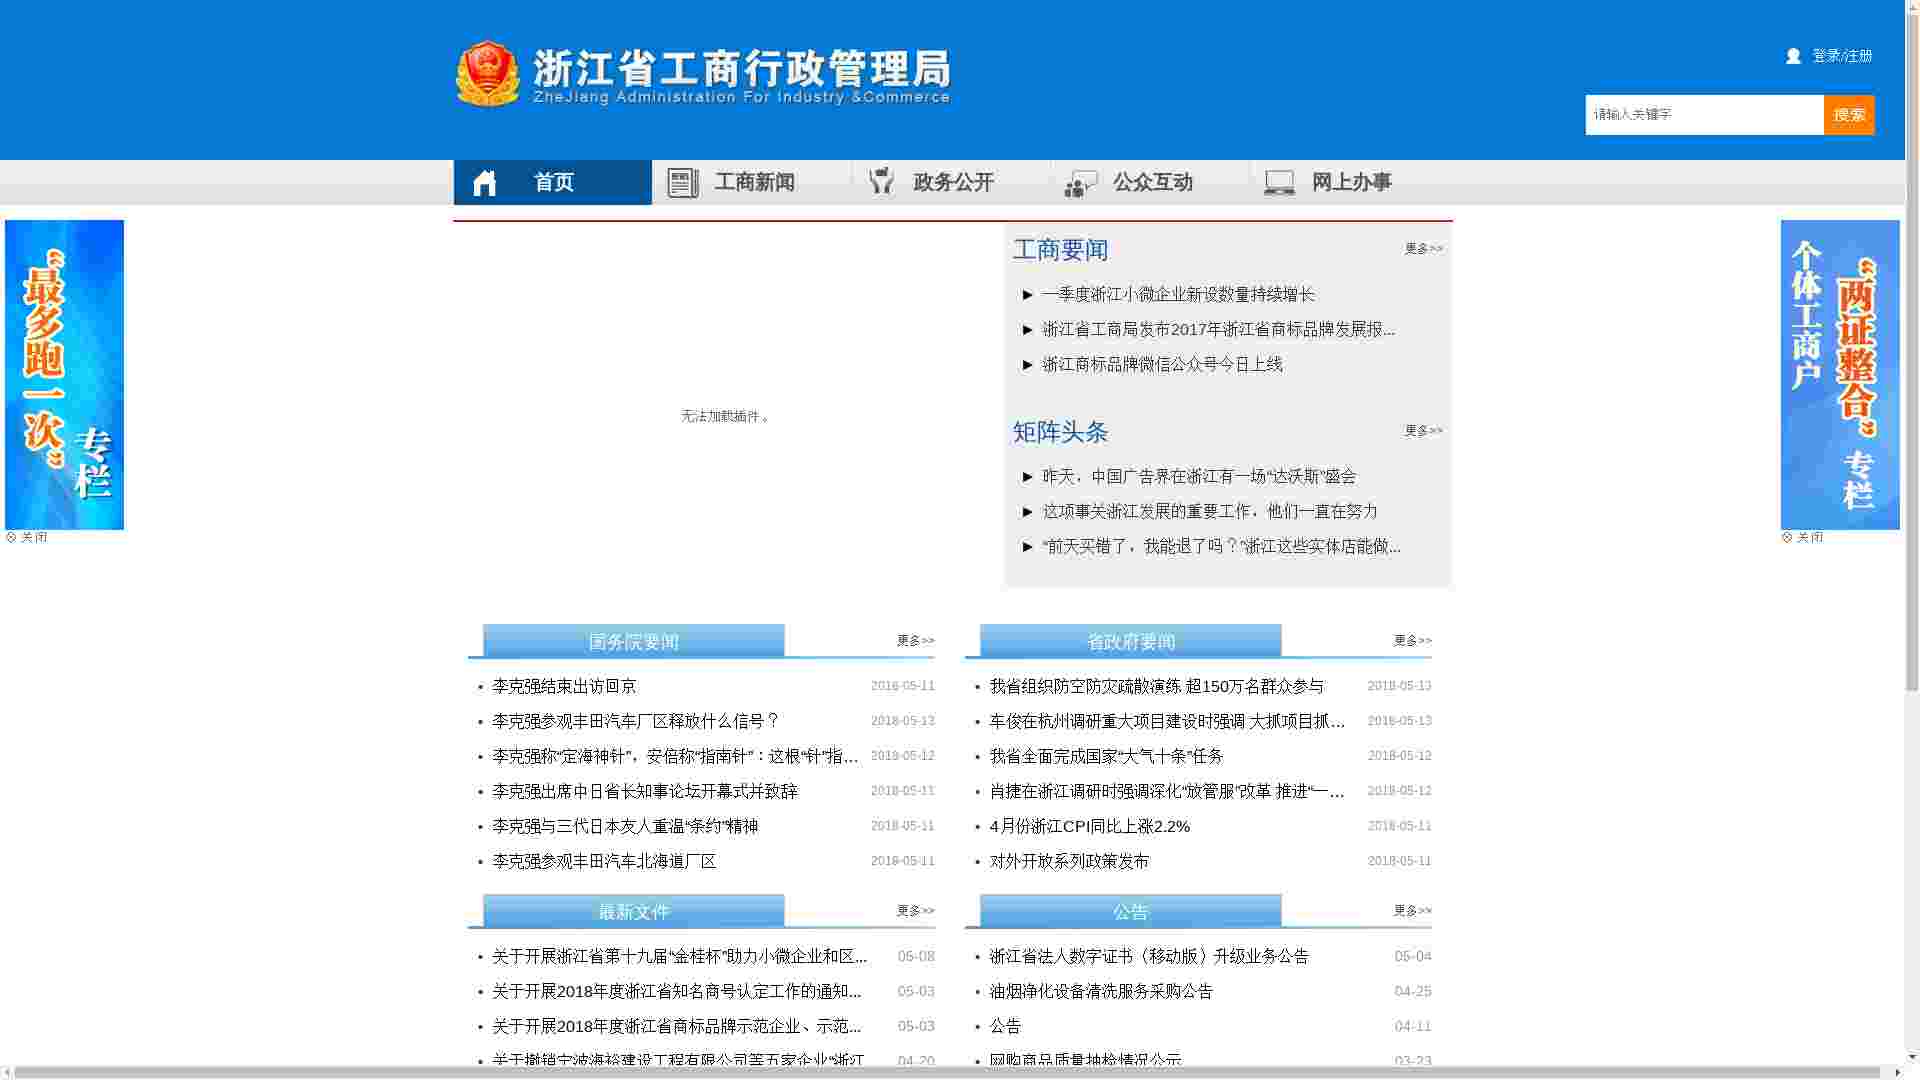 浙江省工商行政管理局
ZheJiang Administration For Industry &Commerce
登录/注册
请输入关键字
搜索
首页
工商新闻
政务公开
公众互动
网上办事
“最多跑一次”
专栏
关闭
无法加载插件。
工商要闻
更多>>
一季度浙江小微企业新设数量持续增长
浙江省工商局发布2017年浙江省商标品牌发展报...
浙江商标品牌微信公众号今日上线
矩阵头条
更多>>
昨天，中国广告界在浙江有一场“达沃斯”盛会
这项事关浙江发展的重要工作，他们一直在努力
“前天买错了，我能退了吗？”浙江这些实体店能做...
个体工商户
“两证整合”
专栏
关闭
国务院要闻
更多>>
李克强结束出访回京 2018-05-11
李克强参观丰田汽车厂区释放什么信号？ 2018-05-13
李克强称“定海神针”，安倍称“指南针”：这根“针”指... 2018-05-12
李克强出席中日省长知事论坛开幕式并致辞 2018-05-11
李克强与三代日本友人重温“条约”精神 2018-05-11
李克强参观丰田汽车北海道厂区 2018-05-11
省政府要闻
更多>>
我省组织防空防灾疏散演练 超150万名群众参与 2018-05-13
车俊在杭州调研重大项目建设时强调 大抓项目抓... 2018-05-13
我省全面完成国家“大气十条”任务 2018-05-12
肖捷在浙江调研时强调深化“放管服”改革 推进“一... 2018-05-12
4月份浙江CPI同比上涨2.2% 2018-05-11
对外开放系列政策发布 2018-05-11
最新文件
更多>>
关于开展浙江省第十九届“金桂杯”助力小微企业和区... 05-08
关于开展2018年度浙江省知名商号认定工作的通知... 05-03
关于开展2018年度浙江省商标品牌示范企业、示范... 05-03
关于撤销宁波海裕建设工程有限公司等五家企业“浙江 04-20
公告
更多>>
浙江省法人数字证书（移动版）升级业务公告 05-04
油烟净化设备清洗服务采购公告 04-25
公告 04-11
网购商品质量抽检情况公示 03-23